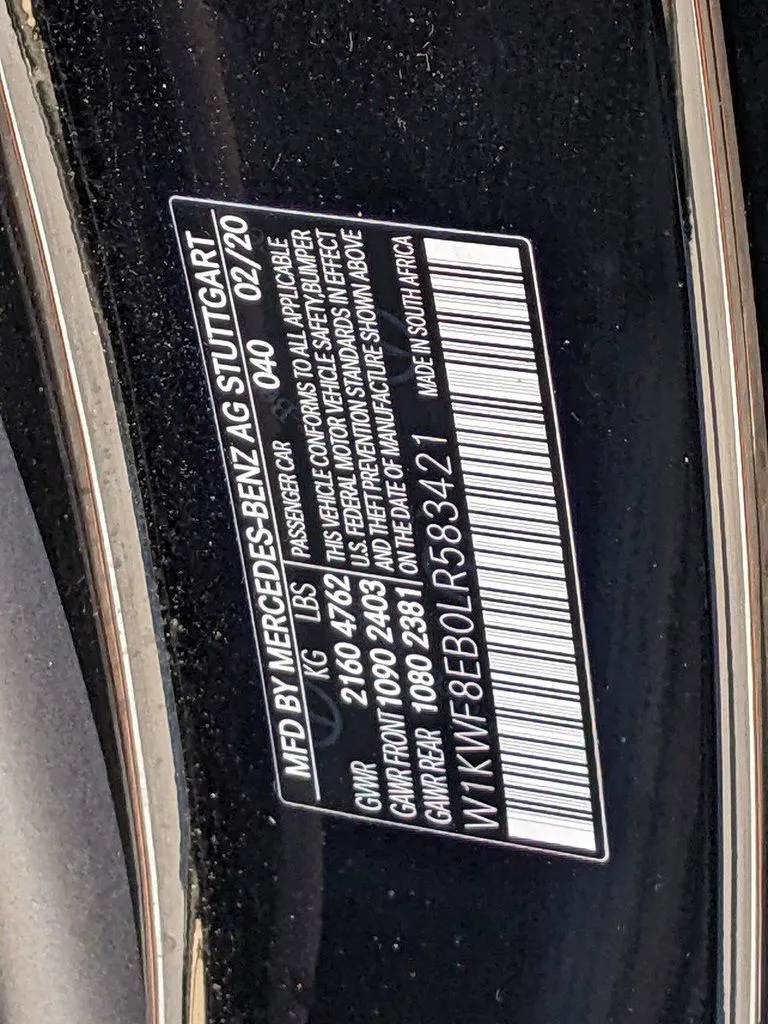 MFD BY MERCEDES-BENZ AG STUTTGART
KG LBS 040 02/20
GVWR 2160 4762
GAWR FRONT 1090 2403
GAWR REAR 1080 2381
PASSENGER CAR
THIS VEHICLE CONFORMS TO ALL APPLICABLE
U.S. FEDERAL MOTOR VEHICLE SAFETY BUMPER
AND THEFT PREVENTION STANDARDS IN EFFECT
ON THE DATE OF MANUFACTURE SHOWN ABOVE
W1KWF8EB0LR583421 MADE IN SOUTH AFRICA